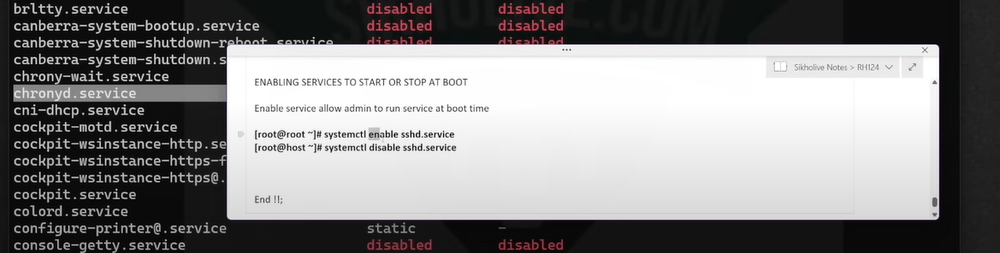 brltty.service disabled disabled
canberra-system-bootup.service disabled disabled
canberra-system-shutdown-reboot.service disabled disabled
canberra-system-shutdown.s
chrony-wait.service
chronyd.service
cni-dhcp.service
cockpit-motd.service
cockpit-wsinstance-http.se
cockpit-wsinstance-https-f
cockpit-wsinstance-https@.
cockpit.service
colord.service
configure-printer@.service static –
console-getty.service disabled disabled
Sikholive Notes > RH124
ENABLING SERVICES TO START OR STOP AT BOOT
Enable service allow admin to run service at boot time
[root@root ~]# systemctl enable sshd.service
[root@host ~]# systemctl disable sshd.service
End !!;